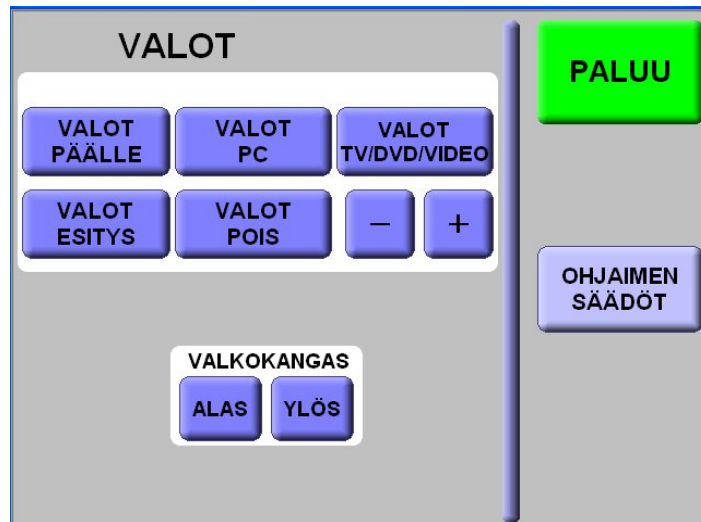 VALOT
PALUU
VALOT
PÄÄLLE
VALOT
PC
VALOT
TV/DVD/VIDEO
VALOT
ESITYS
VALOT
POIS
−
+
OHJAIMEN
SÄÄDÖT
VALKOKANGAS
ALAS
YLÖS